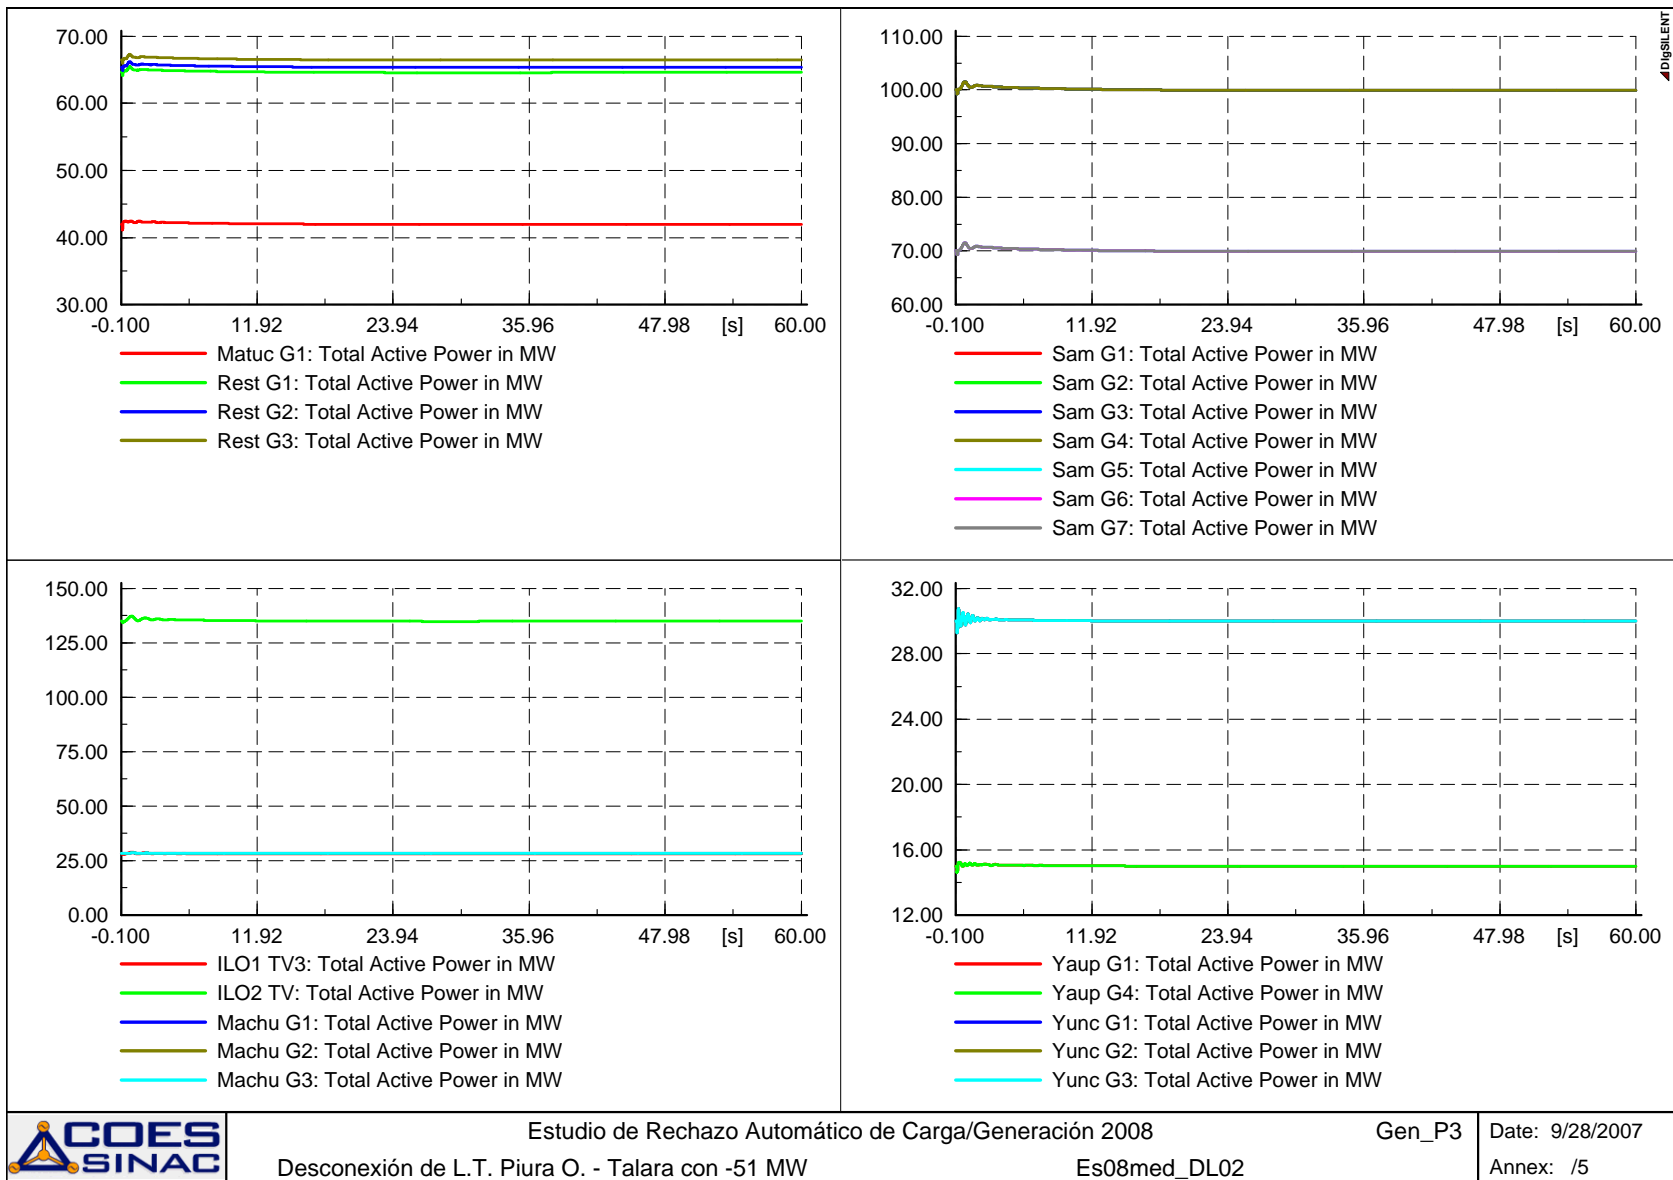 70.00
60.00
50.00
40.00
30.00
-0.100 11.92 23.94 35.96 47.98 [s] 60.00
Matuc G1: Total Active Power in MW
Rest G1: Total Active Power in MW
Rest G2: Total Active Power in MW
Rest G3: Total Active Power in MW
DIgSILENT
110.00
100.00
90.00
80.00
70.00
60.00
-0.100 11.92 23.94 35.96 47.98 [s] 60.00
Sam G1: Total Active Power in MW
Sam G2: Total Active Power in MW
Sam G3: Total Active Power in MW
Sam G4: Total Active Power in MW
Sam G5: Total Active Power in MW
Sam G6: Total Active Power in MW
Sam G7: Total Active Power in MW
150.00
125.00
100.00
75.00
50.00
25.00
0.00
-0.100 11.92 23.94 35.96 47.98 [s] 60.00
ILO1 TV3: Total Active Power in MW
ILO2 TV: Total Active Power in MW
Machu G1: Total Active Power in MW
Machu G2: Total Active Power in MW
Machu G3: Total Active Power in MW
32.00
28.00
24.00
20.00
16.00
12.00
-0.100 11.92 23.94 35.96 47.98 [s] 60.00
Yaup G1: Total Active Power in MW
Yaup G4: Total Active Power in MW
Yunc G1: Total Active Power in MW
Yunc G2: Total Active Power in MW
Yunc G3: Total Active Power in MW
COES
SINAC
Estudio de Rechazo Automático de Carga/Generación 2008 Gen_P3
Desconexión de L.T. Piura O. - Talara con -51 MW Es08med_DL02
Date: 9/28/2007
Annex: /5